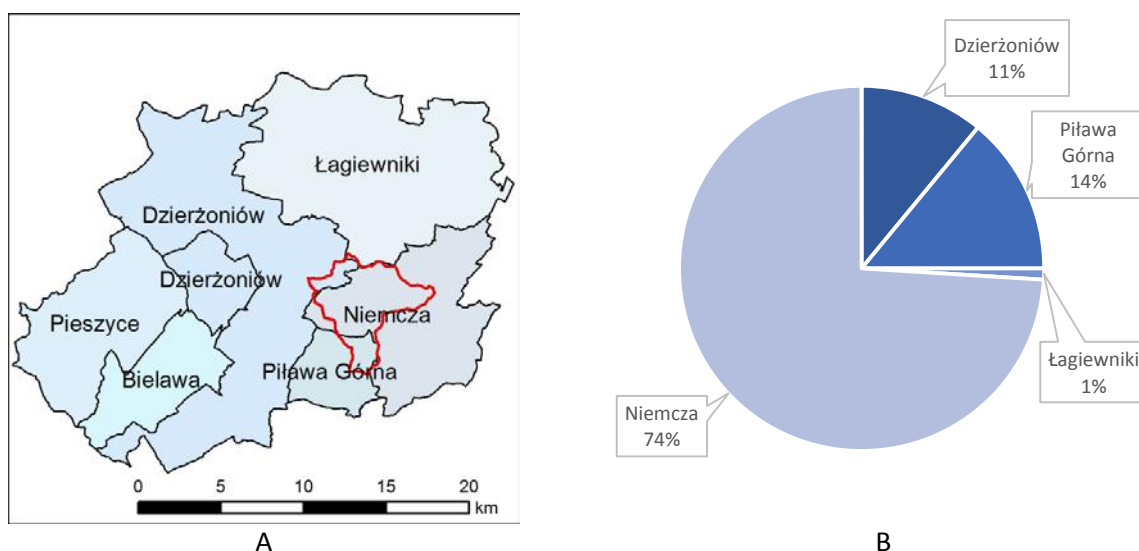 Łagiewniki
Dzierżoniów
Dzierżoniów
Niemcza
Pieszyce
Bielawa
Piława Górna
0 5 10 15 20
km
A
Dzierżoniów
11%
Piława
Górna
14%
Łagiewniki
1%
Niemcza
74%
B